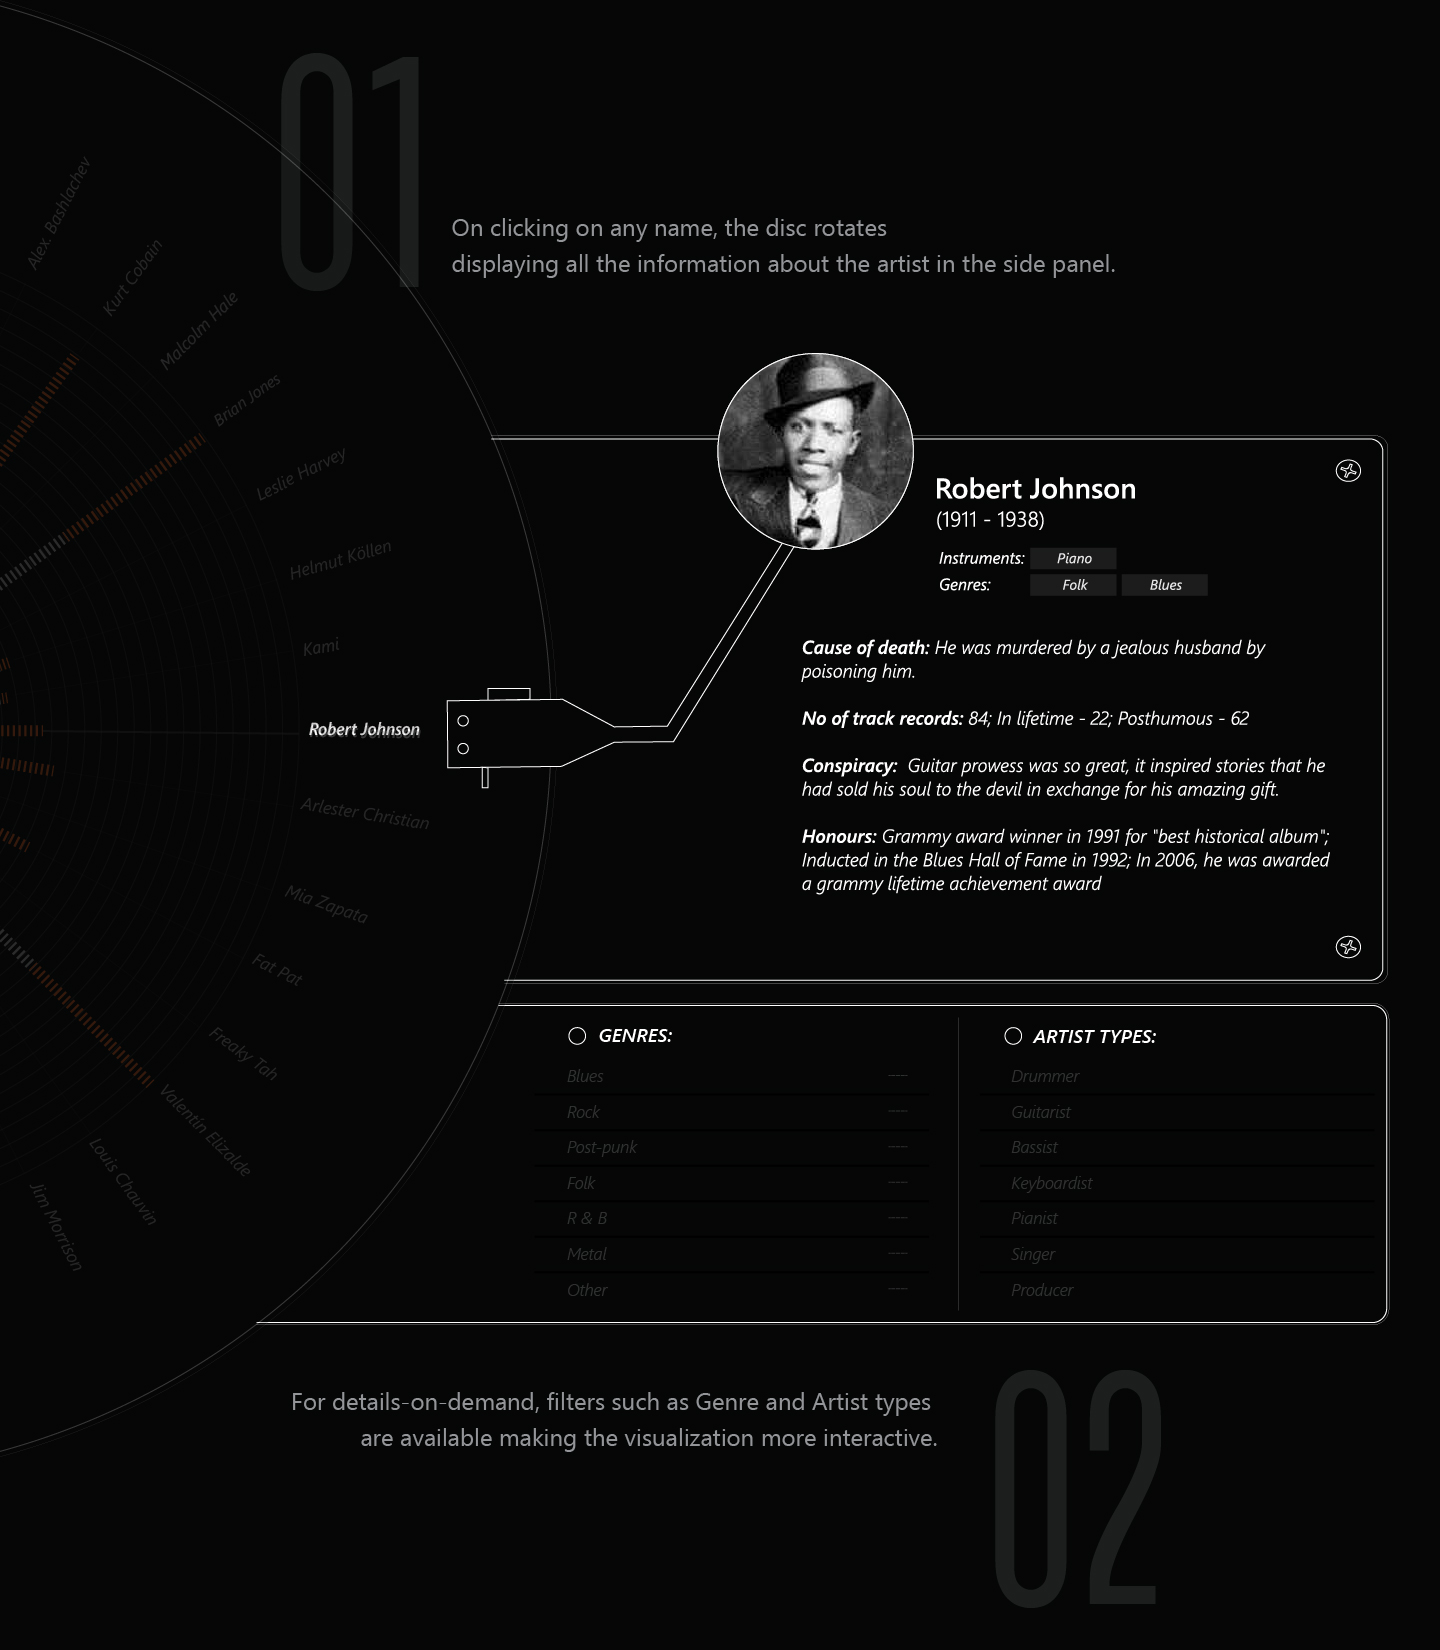 01
On clicking on any name, the disc rotates
displaying all the information about the artist in the side panel.
Alex. Bashlachev
Kurt Cobain
Malcolm Hale
Brian Jones
Leslie Harvey
Helmut Köllen
Kami
Robert Johnson
Arlester Christian
Mia Zapata
Fat Pat
Freaky Tah
Valentín Elizalde
Louis Chauvin
Jim Morrison
Robert Johnson
(1911 - 1938)
Instruments: Piano
Genres: Folk Blues
Cause of death: He was murdered by a jealous husband by
poisoning him.
No of track records: 84; In lifetime - 22; Posthumous - 62
Conspiracy: Guitar prowess was so great, it inspired stories that he
had sold his soul to the devil in exchange for his amazing gift.
Honours: Grammy award winner in 1991 for "best historical album";
Inducted in the Blues Hall of Fame in 1992; In 2006, he was awarded
a grammy lifetime achievement award
GENRES:
Blues
Rock
Post-punk
Folk
R & B
Metal
Other
ARTIST TYPES:
Drummer
Guitarist
Bassist
Keyboardist
Pianist
Singer
Producer
For details-on-demand, filters such as Genre and Artist types
are available making the visualization more interactive.
02